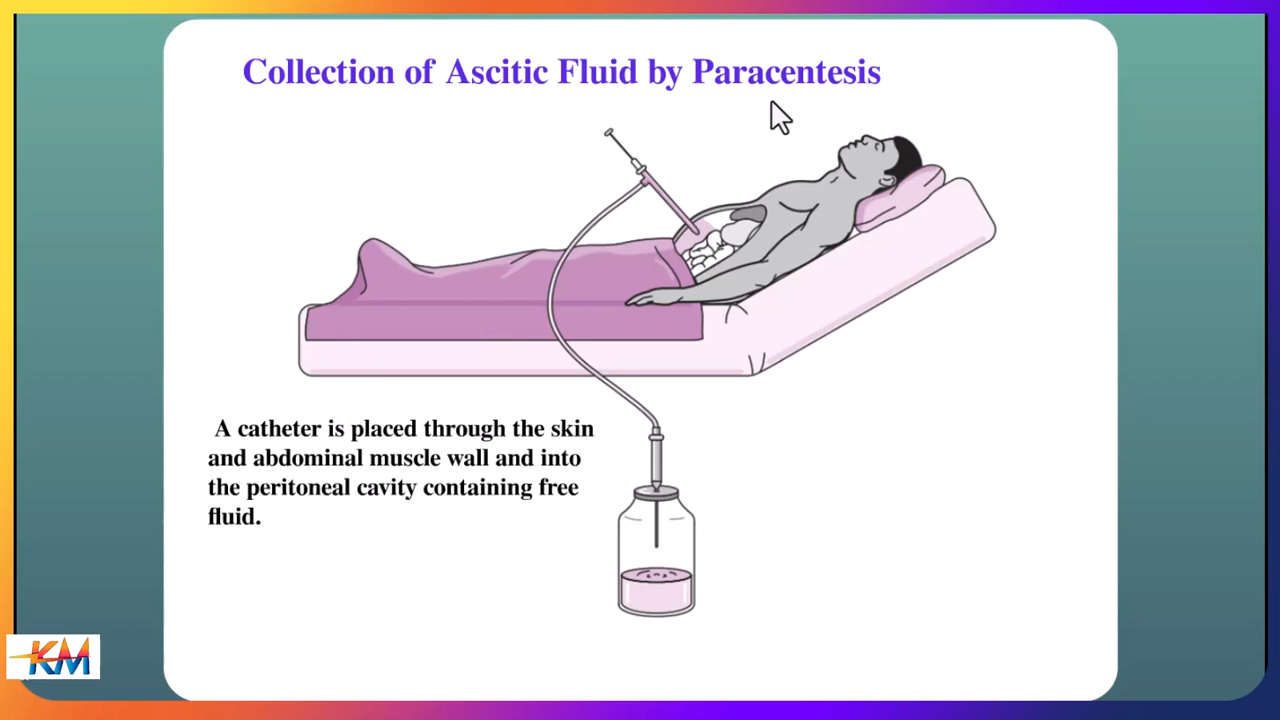 Collection of Ascitic Fluid by Paracentesis
A catheter is placed through the skin
and abdominal muscle wall and into
the peritoneal cavity containing free
fluid.
KM